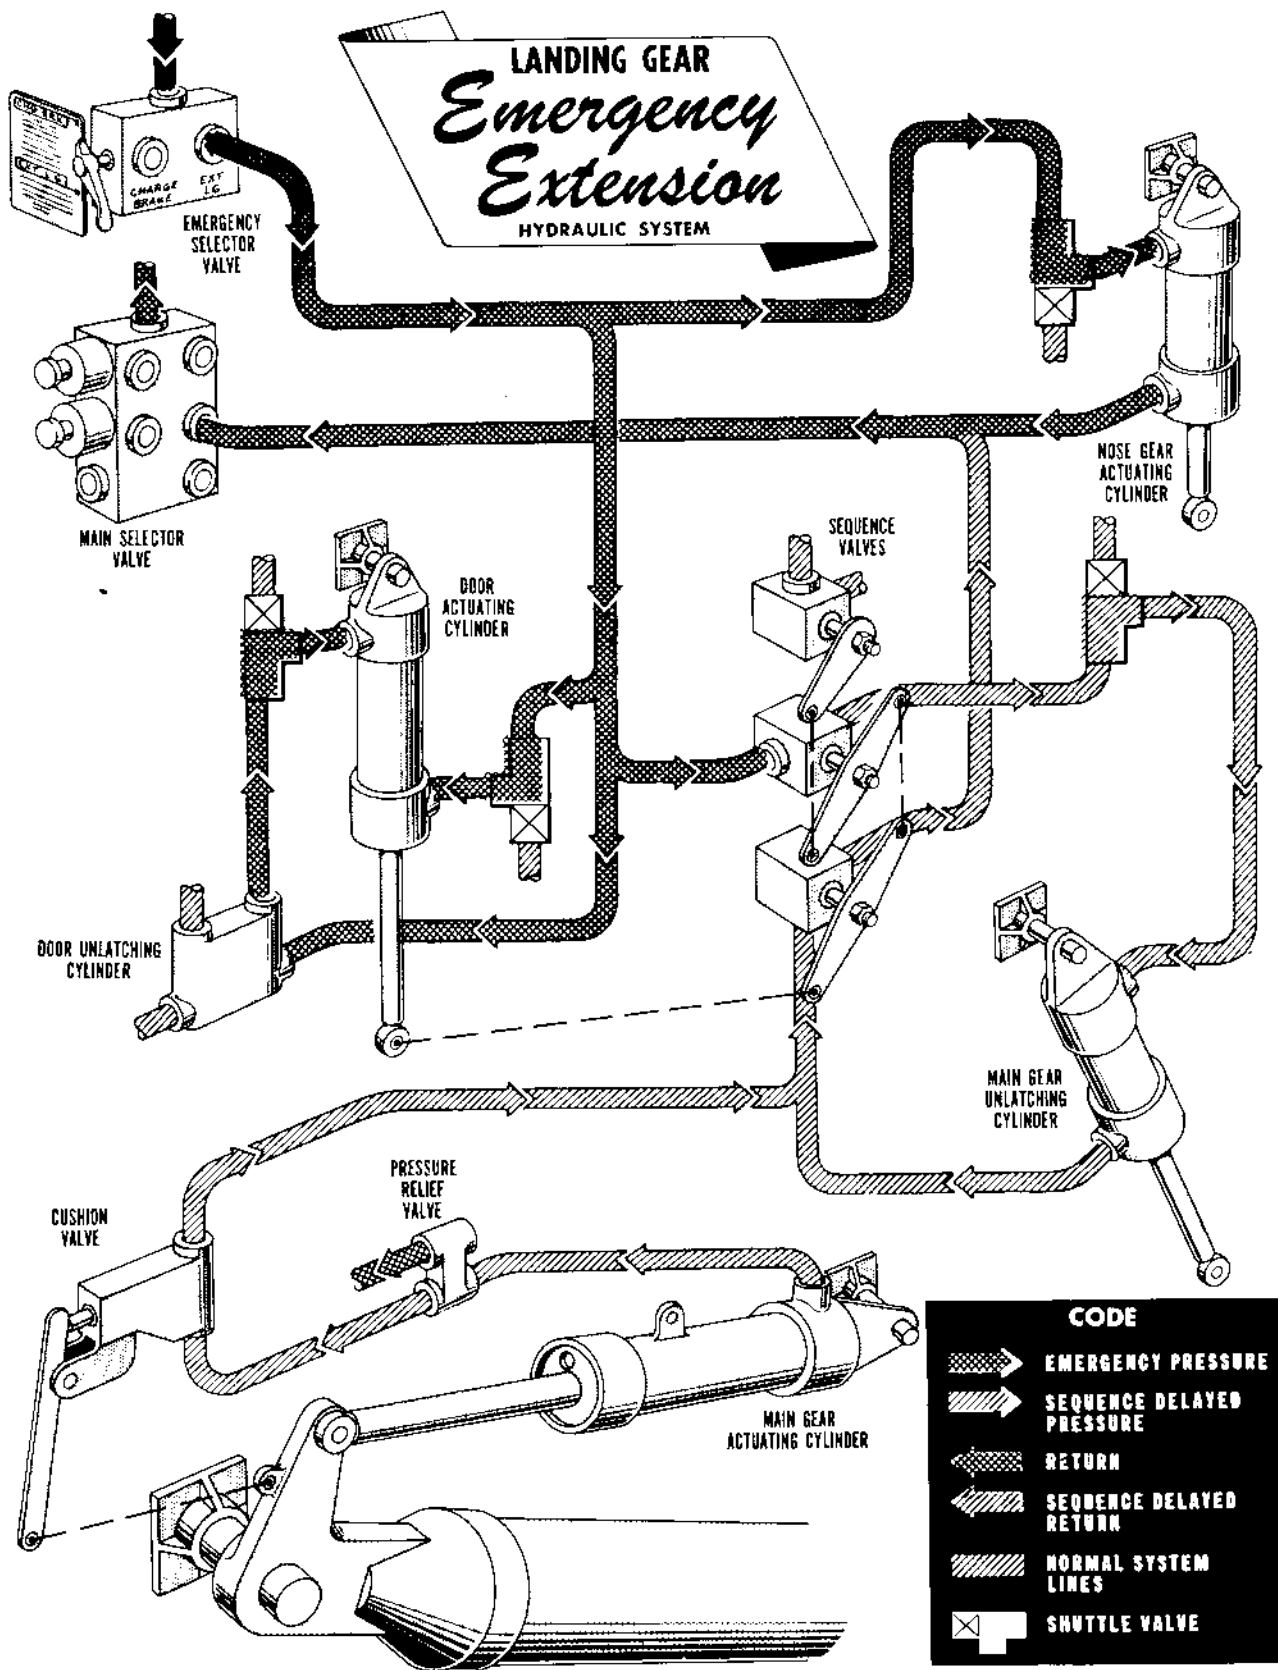 LANDING GEAR
Emergency
Extension
HYDRAULIC SYSTEM
CHARGE
BRAKE
EXT
LG
EMERGENCY
SELECTOR
VALVE
MAIN SELECTOR
VALVE
NOSE GEAR
ACTUATING
CYLINDER
DOOR
ACTUATING
CYLINDER
SEQUENCE
VALVES
DOOR UNLATCHING
CYLINDER
MAIN GEAR
UNLATCHING
CYLINDER
PRESSURE
RELIEF
VALVE
CUSHION
VALVE
MAIN GEAR
ACTUATING CYLINDER
CODE
EMERGENCY PRESSURE
SEQUENCE DELAYED
PRESSURE
RETURN
SEQUENCE DELAYED
RETURN
NORMAL SYSTEM
LINES
SHUTTLE VALVE